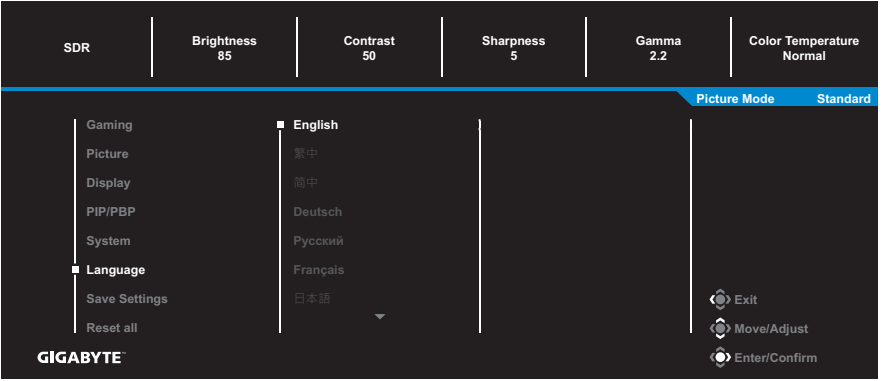 SDR
Brightness
85
Contrast
50
Sharpness
5
Gamma
2.2
Color Temperature
Normal
Picture Mode Standard
Gaming
Picture
Display
PIP/PBP
System
Language
Save Settings
Reset all
English
繁中
简中
Deutsch
Русский
Français
日本語
Exit
Move/Adjust
Enter/Confirm
GIGABYTE™